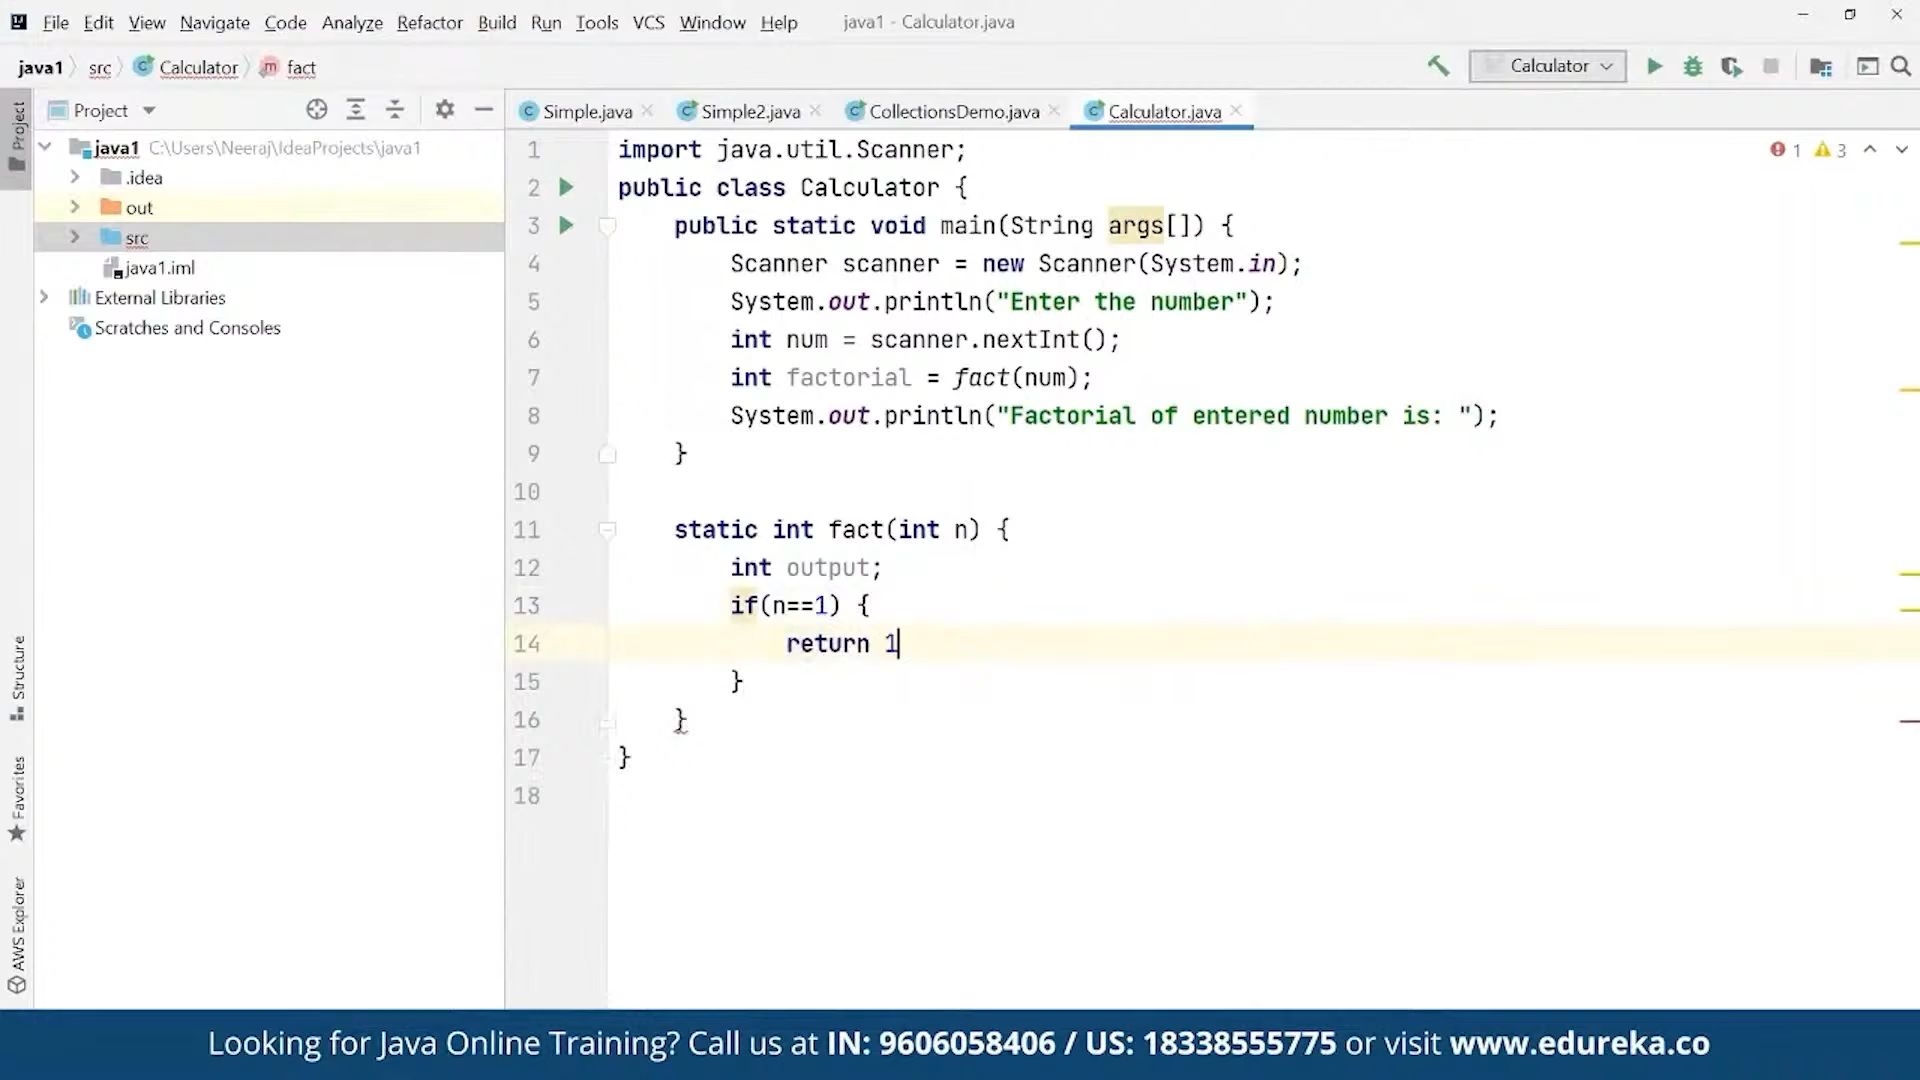 File Edit View Navigate Code Analyze Refactor Build Run Tools VCS Window Help java1 - Calculator.java
java1 src Calculator m fact Calculator
Project
Project
Structure
Favorites
AWS Explorer
java1 C:\Users\Neeraj\IdeaProjects\java1
.idea
out
src
java1.iml
External Libraries
Scratches and Consoles
C Simple.java C Simple2.java C CollectionsDemo.java C Calculator.java
1 3
1 import java.util.Scanner;
2 public class Calculator {
3 public static void main(String args[]) {
4 Scanner scanner = new Scanner(System.in);
5 System.out.println("Enter the number");
6 int num = scanner.nextInt();
7 int factorial = fact(num);
8 System.out.println("Factorial of entered number is: ");
9 }
10
11 static int fact(int n) {
12 int output;
13 if(n==1) {
14 return 1
15 }
16 }
17 }
18
Looking for Java Online Training? Call us at IN: 9606058406 / US: 18338555775 or visit www.edureka.co